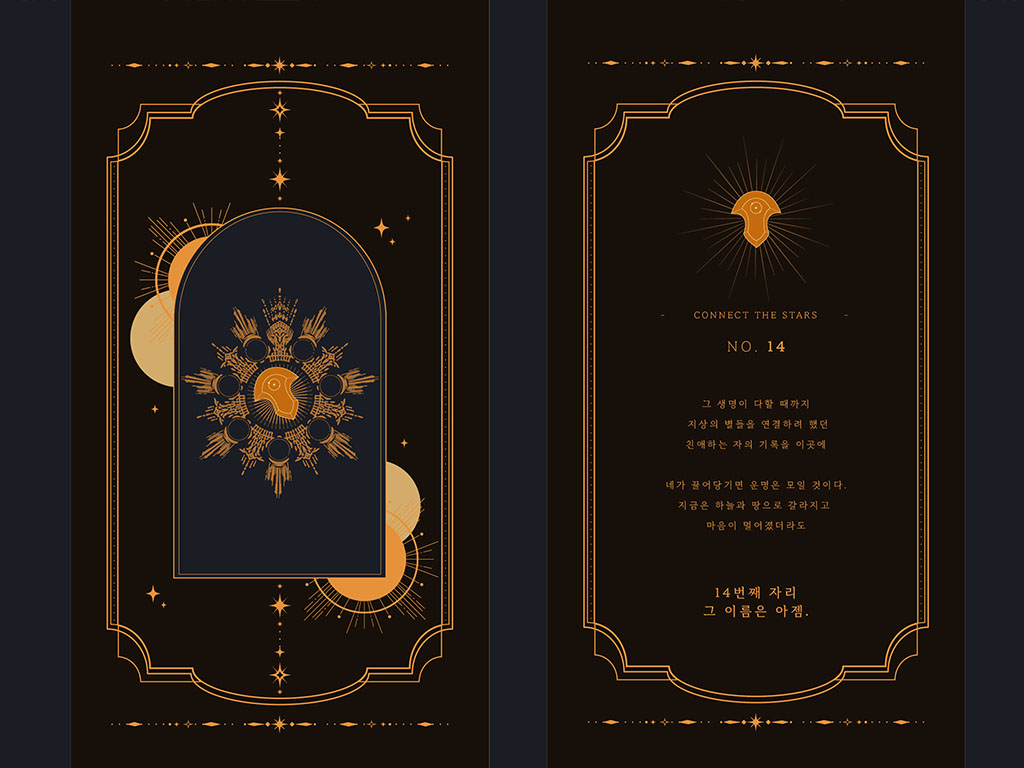 - CONNECT THE STARS -
NO. 14
그 생명이 다할 때까지
지상의 별들을 연결하려 했던
친애하는 자의 기록을 이곳에
네가 끌어당기면 운명은 모일 것이다.
지금은 하늘과 땅으로 갈라지고
마음이 멀어졌더라도
14번째 자리
그 이름은 아젬.